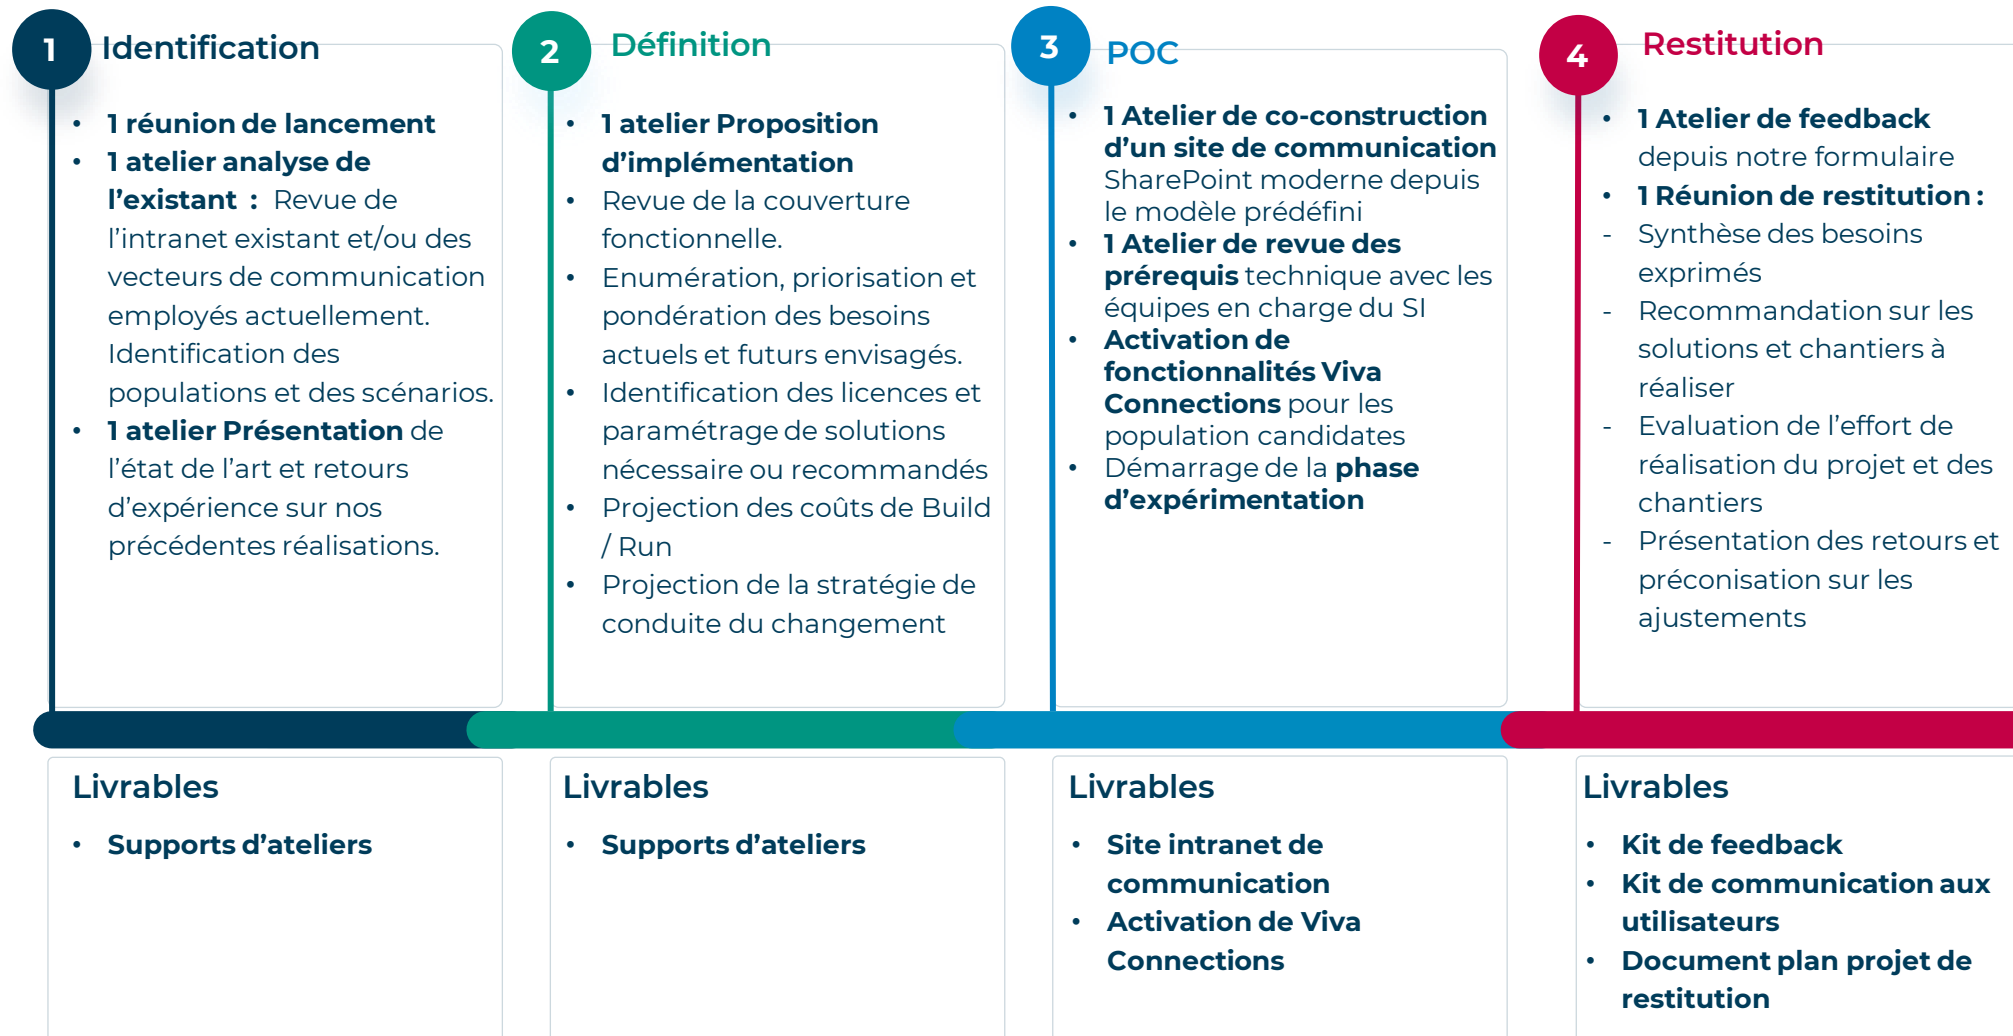 1
Identification
• 1 réunion de lancement
• 1 atelier analyse de
l’existant : Revue de
l’intranet existant et/ou des
vecteurs de communication
employés actuellement.
Identification des
populations et des scénarios.
• 1 atelier Présentation de
l’état de l’art et retours
d’expérience sur nos
précédentes réalisations.
Livrables
• Supports d’ateliers
2
Définition
• 1 atelier Proposition
d’implémentation
• Revue de la couverture
fonctionnelle.
• Enumération, priorisation et
pondération des besoins
actuels et futurs envisagés.
• Identification des licences et
paramétrage de solutions
nécessaire ou recommandés
• Projection des coûts de Build
/ Run
• Projection de la stratégie de
conduite du changement
Livrables
• Supports d’ateliers
3
POC
• 1 Atelier de co-construction
d’un site de communication
SharePoint moderne depuis
le modèle prédéfini
• 1 Atelier de revue des
prérequis technique avec les
équipes en charge du SI
• Activation de
fonctionnalités Viva
Connections pour les
population candidates
• Démarrage de la phase
d’expérimentation
Livrables
• Site intranet de
communication
• Activation de Viva
Connections
4
Restitution
• 1 Atelier de feedback
depuis notre formulaire
• 1 Réunion de restitution :
- Synthèse des besoins
exprimés
- Recommandation sur les
solutions et chantiers à
réaliser
- Evaluation de l’effort de
réalisation du projet et des
chantiers
- Présentation des retours et
préconisation sur les
ajustements
Livrables
• Kit de feedback
• Kit de communication aux
utilisateurs
• Document plan projet de
restitution